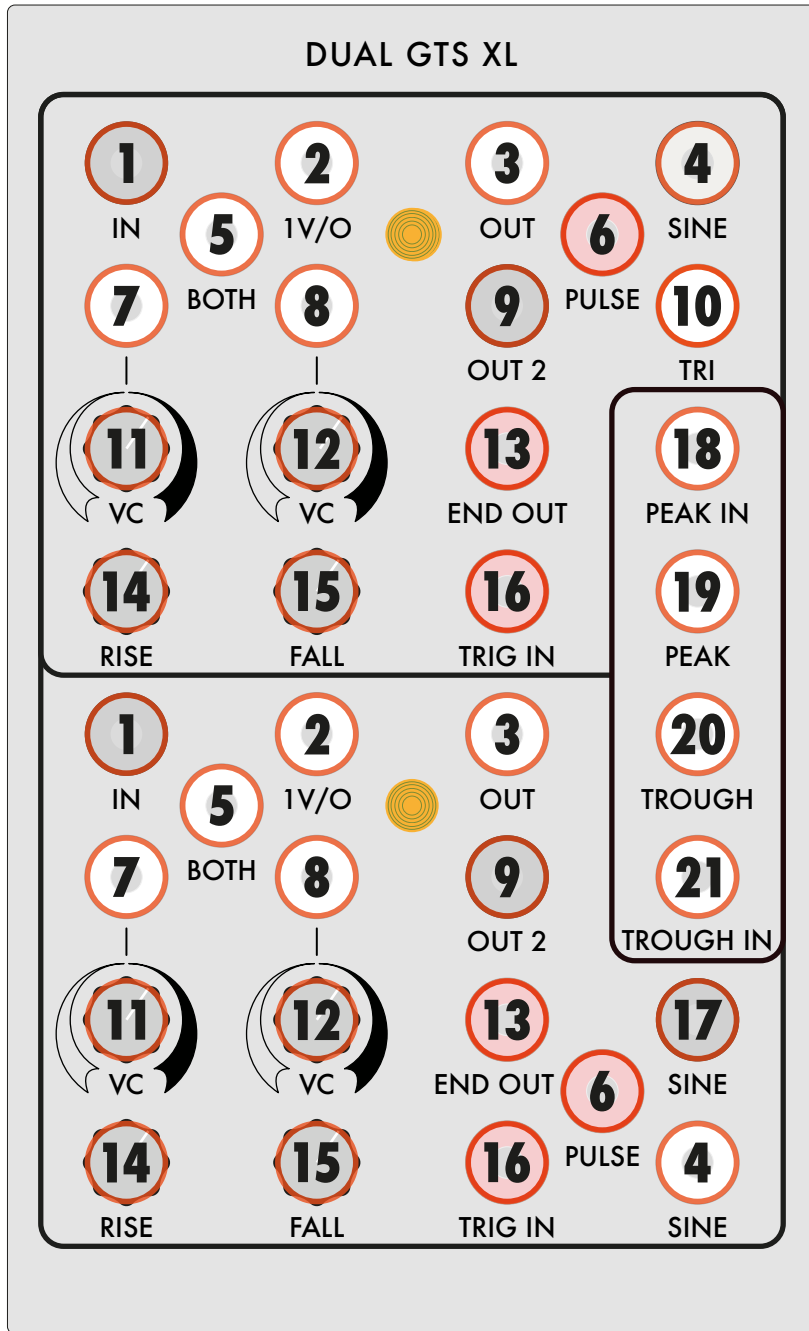 DUAL GTS XL
1 2 3 4
IN 5 1V/O OUT 6 SINE
7 BOTH 8 9 PULSE 10
OUT 2 TRI
11 12 13 18
VC VC END OUT PEAK IN
14 15 16 19
RISE FALL TRIG IN PEAK
1 2 3 20
IN 5 1V/O OUT TROUGH
7 BOTH 8 9 21
OUT 2 TROUGH IN
11 12 13 17
VC VC END OUT 6 SINE
14 15 16 PULSE 4
RISE FALL TRIG IN SINE